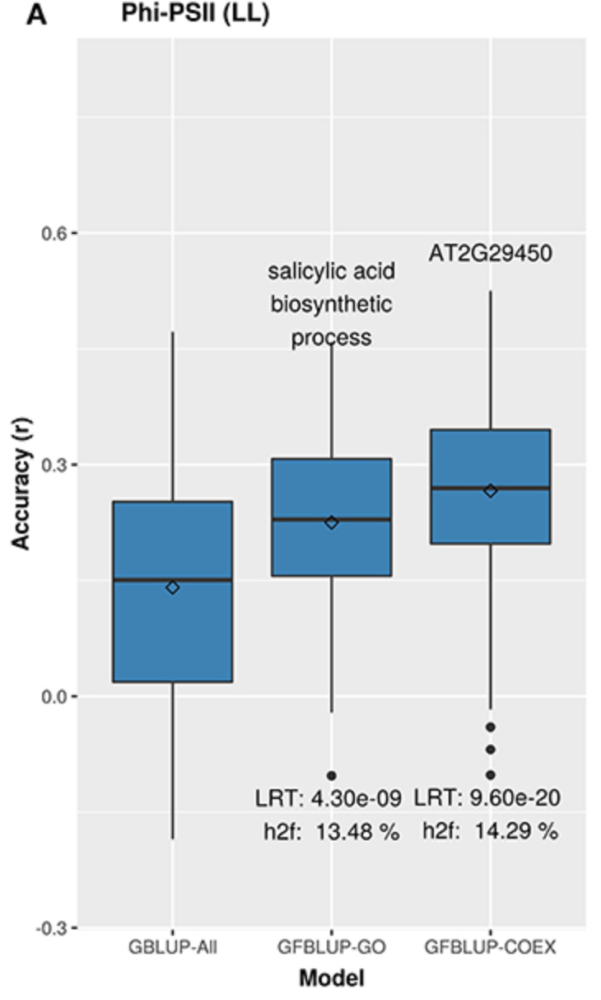 A Phi-PSII (LL)
0.6
AT2G29450
salicylic acid
biosynthetic
process
Accuracy (r)
0.3
0.0
LRT: 4.30e-09 LRT: 9.60e-20
h2f: 13.48 % h2f: 14.29 %
-0.3
GBLUP-All GFBLUP-GO GFBLUP-COEX
Model